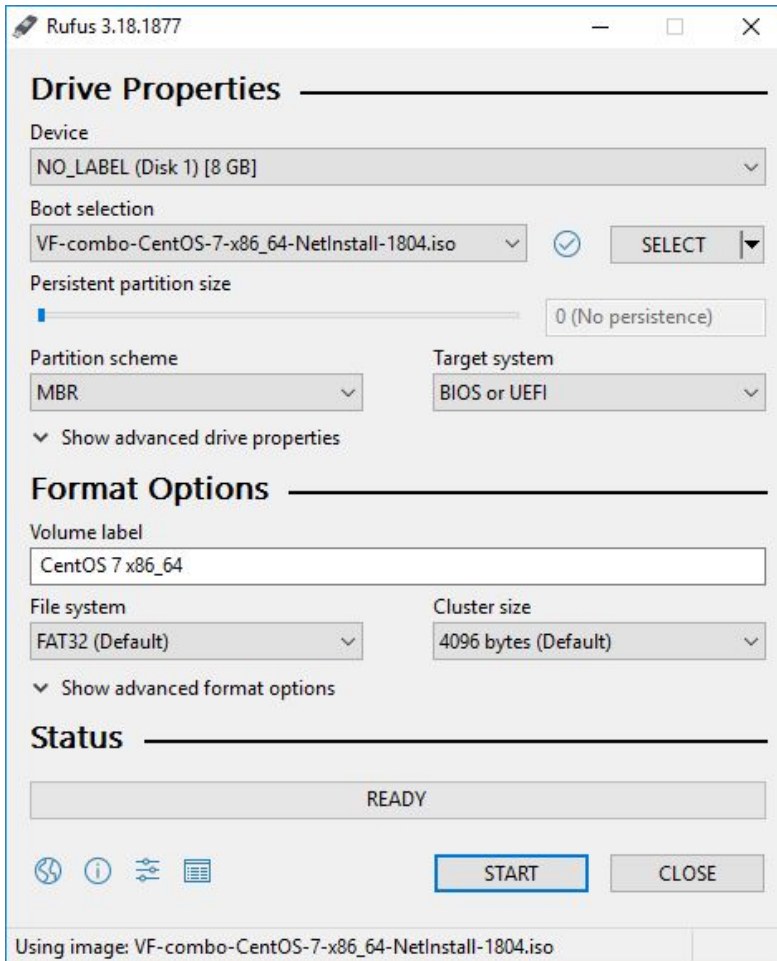 Rufus 3.18.1877
Drive Properties
Device
NO_LABEL (Disk 1) [8 GB]
Boot selection
VF-combo-CentOS-7-x86_64-NetInstall-1804.iso
SELECT
Persistent partition size
0 (No persistence)
Partition scheme
Target system
MBR
BIOS or UEFI
Show advanced drive properties
Format Options
Volume label
CentOS 7 x86_64
File system
Cluster size
FAT32 (Default)
4096 bytes (Default)
Show advanced format options
Status
READY
START
CLOSE
Using image: VF-combo-CentOS-7-x86_64-NetInstall-1804.iso